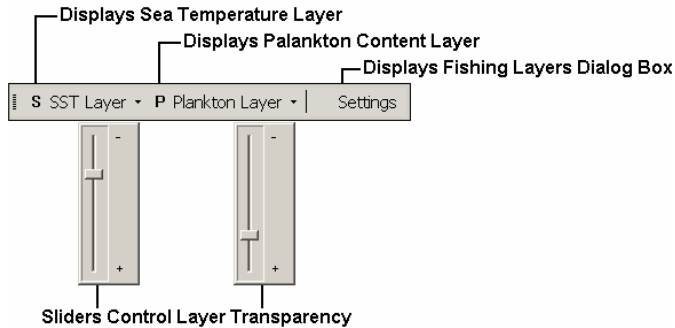 Displays Sea Temperature Layer
Displays Palankton Content Layer
Displays Fishing Layers Dialog Box
S SST Layer P Plankton Layer Settings
- -
+ +
Sliders Control Layer Transparency